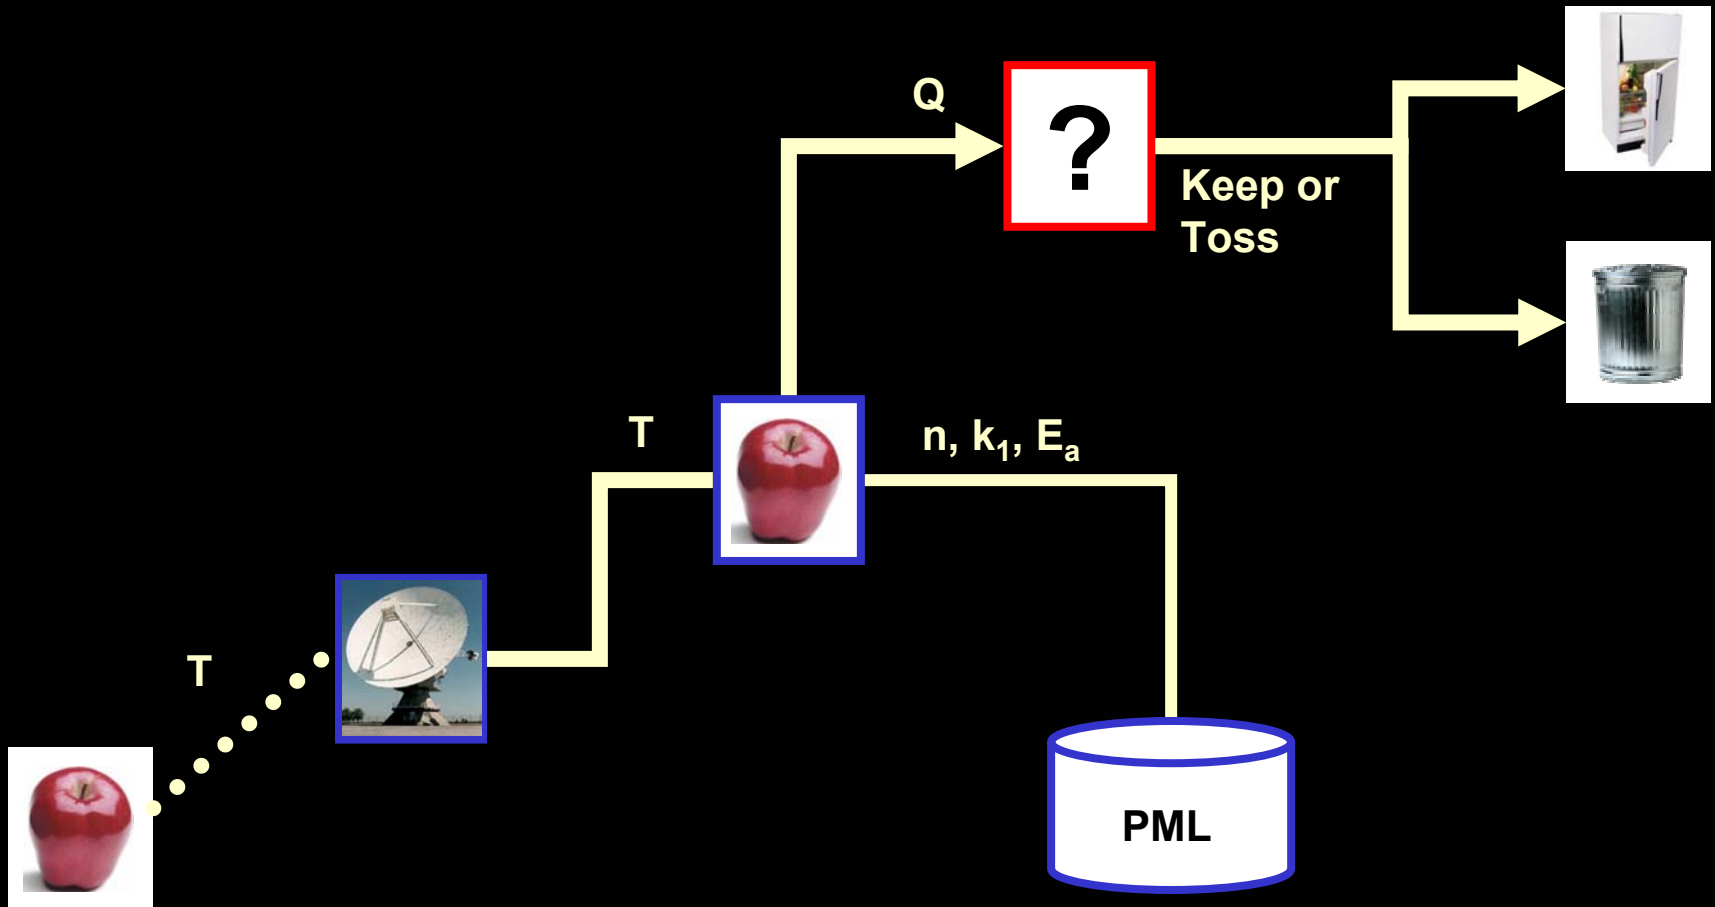 Q
?
Keep or
Toss
T
n, k₁, Eₐ
T
PML